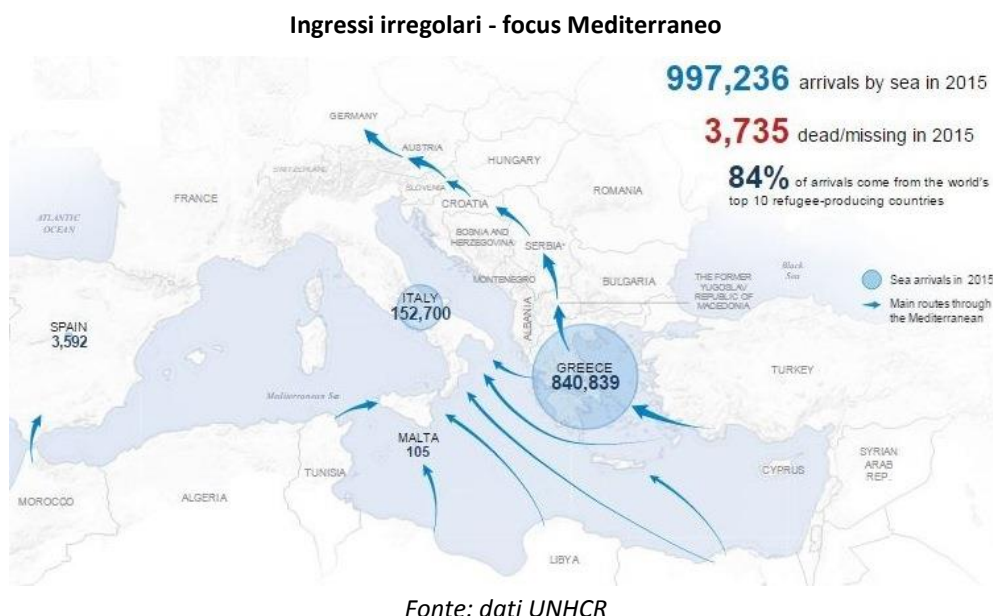 Ingressi irregolari - focus Mediterraneo
997,236 arrivals by sea in 2015
3,735 dead/missing in 2015
84% of arrivals come from the world's
top 10 refugee-producing countries
GERMANY
AUSTRIA
HUNGARY
SWITZERLAND
SLOVENIA
FRANCE
CROATIA
ROMANIA
ATLANTIC
OCEAN
BOSNIA AND
HERZEGOVINA
SERBIA*
Black
Sea
MONTENEGRO
BULGARIA
THE FORMER
YUGOSLAV
REPUBLIC OF
MACEDONIA
Sea arrivals in 2015
Main routes through
the Mediterranean
ITALY
152,700
ALBANIA
SPAIN
3,592
GREECE
840,839
TURKEY
Mediterranean Sea
MALTA
105
SYRIAN
ARAB
REP.
CYPRUS
TUNISIA
MOROCCO
ALGERIA
LIBYA
Fonte: dati UNHCR